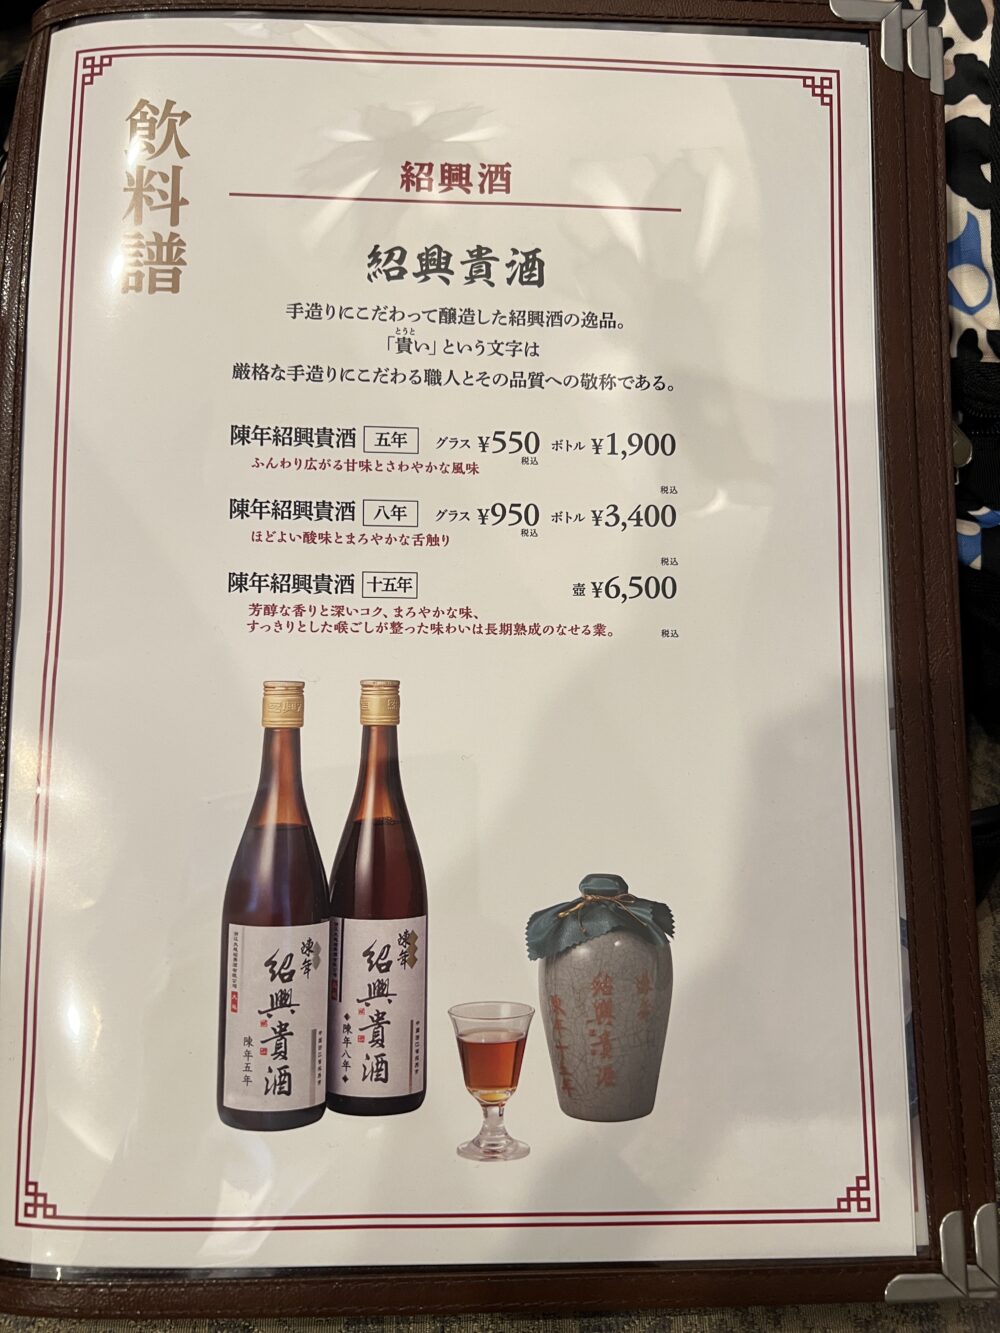 飲料譜
紹興酒
紹興貴酒
手造りにこだわって醸造した紹興酒の逸品。
とうと
「貴い」という文字は
厳格な手造りにこだわる職人とその品質への敬称である。
陳年紹興貴酒 五年 グラス ¥550 ボトル ¥1,900
税込
ふんわり広がる甘味とさわやかな風味
税込
陳年紹興貴酒 八年 グラス ¥950 ボトル ¥3,400
税込
ほどよい酸味とまろやかな舌触り
税込
陳年紹興貴酒 十五年 壺 ¥6,500
芳醇な香りと深いコク、まろやかな味、
すっきりとした喉ごしが整った味わいは長期熟成のなせる業。
税込
陳年
紹興貴酒
陳年五年
陳年
紹興貴酒
陳年八年
紹興貴酒
陳年十五年